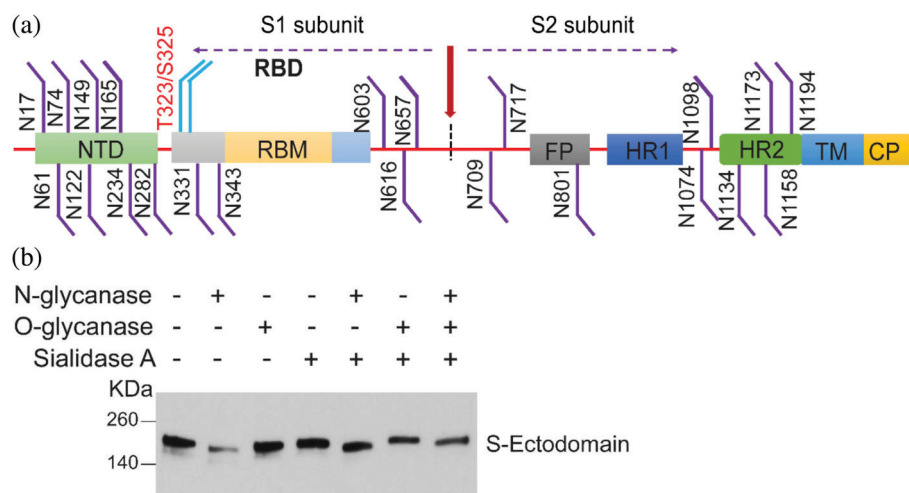 (a)
S1 subunit
S2 subunit
RBD
T323/S325
N17
N74
N149
N165
N603
N657
N717
N1098
N1173
N1194
NTD
RBM
FP
HR1
HR2
TM
CP
N61
N122
N234
N282
N331
N343
N616
N709
N801
N1074
N1134
N1158
(b)
N-glycanase - + - - + - +
O-glycanase - - + - - + +
Sialidase A - - - + + + +
KDa
260
140
S-Ectodomain